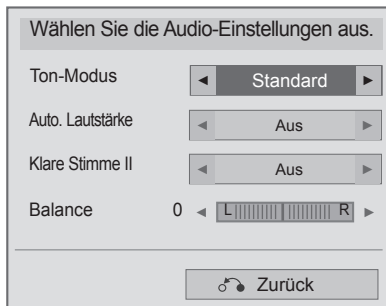 Wählen Sie die Audio-Einstellungen aus.
Ton-Modus ◄ Standard ►
Auto. Lautstärke ◄ Aus ►
Klare Stimme II ◄ Aus ►
Balance 0 ◄ L R ►
Zurück